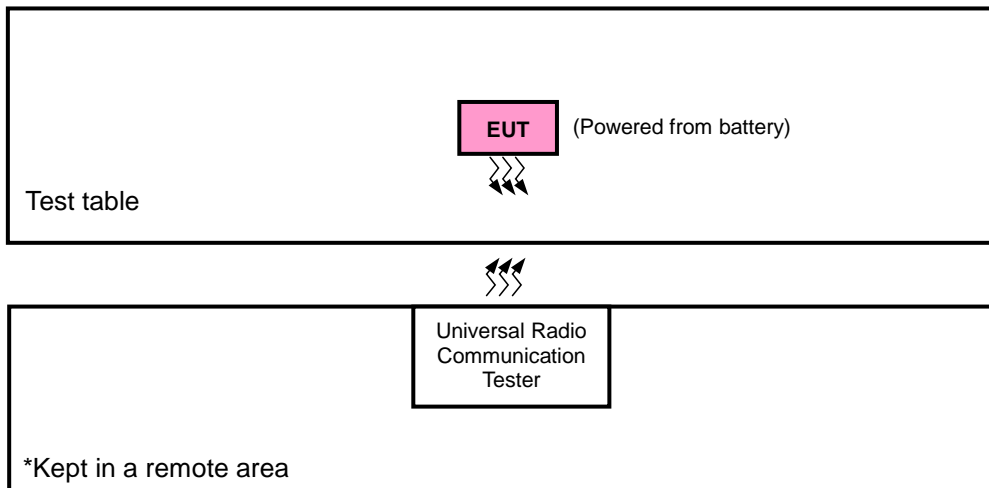 EUT
(Powered from battery)
Test table
Universal Radio
Communication
Tester
*Kept in a remote area